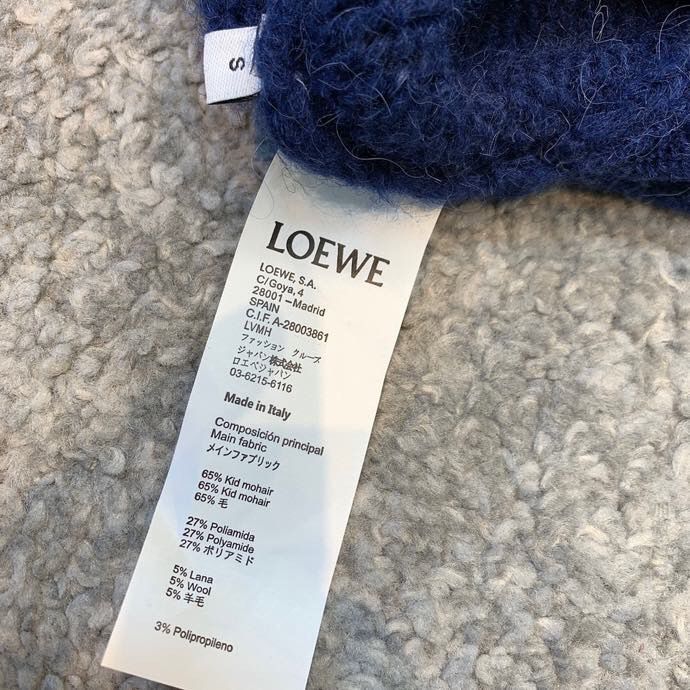 S
LOEWE
LOEWE, S.A.
C/Goya, 4
28001 – Madrid
SPAIN
C.I.F. A-28003861
LVMH
ファッション クループ
ジャパン株式会社
ロエベジャパン
03-6215-6116
Made in Italy
Composición principal
Main fabric
メインファブリック
65% Kid mohair
65% Kid mohair
65% 毛
27% Poliamida
27% Polyamide
27% ポリアミド
5% Lana
5% Wool
5% 羊毛
3% Polipropileno